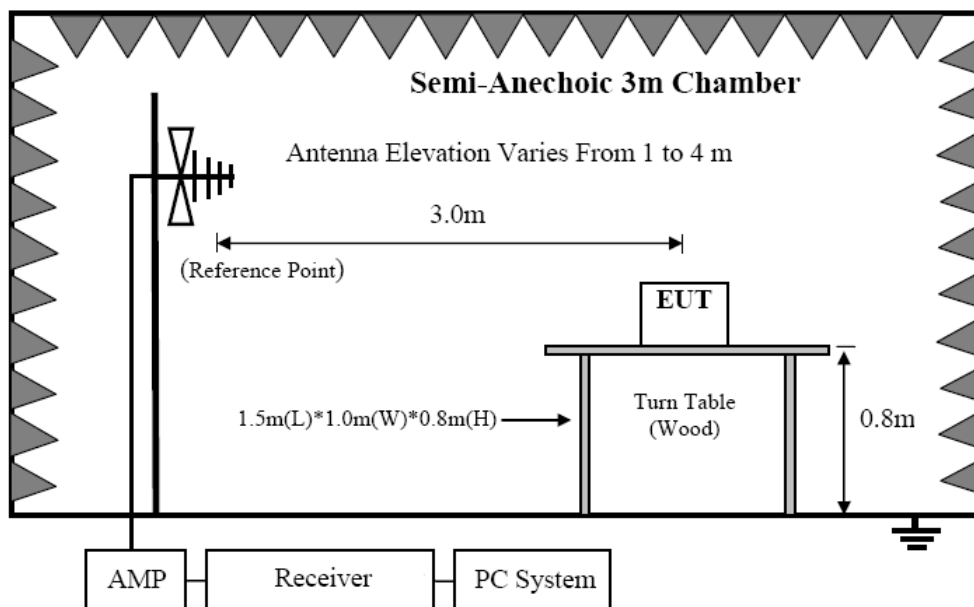 Semi-Anechoic 3m Chamber
Antenna Elevation Varies From 1 to 4 m
3.0m
(Reference Point)
EUT
1.5m(L)*1.0m(W)*0.8m(H)
Turn Table
(Wood)
0.8m
AMP
Receiver
PC System